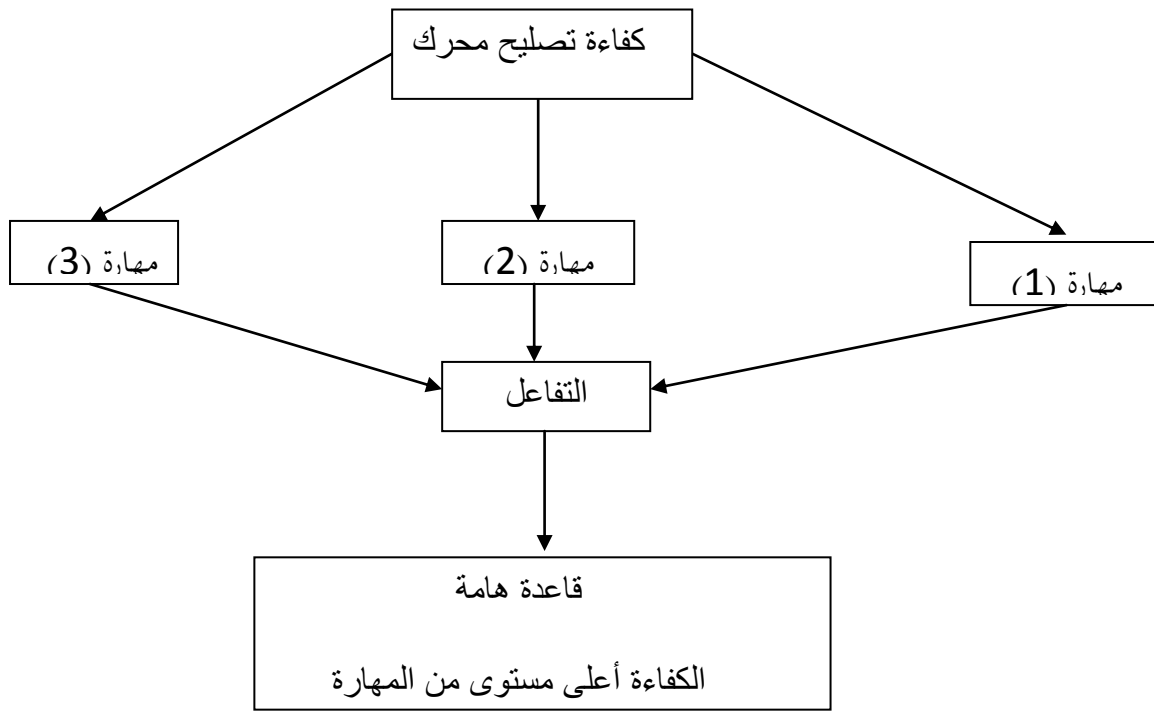 كفاءة تصليح محرك
مهارة (1)
مهارة (2)
مهارة (3)
التفاعل
قاعدة هامة
الكفاءة أعلى مستوى من المهارة